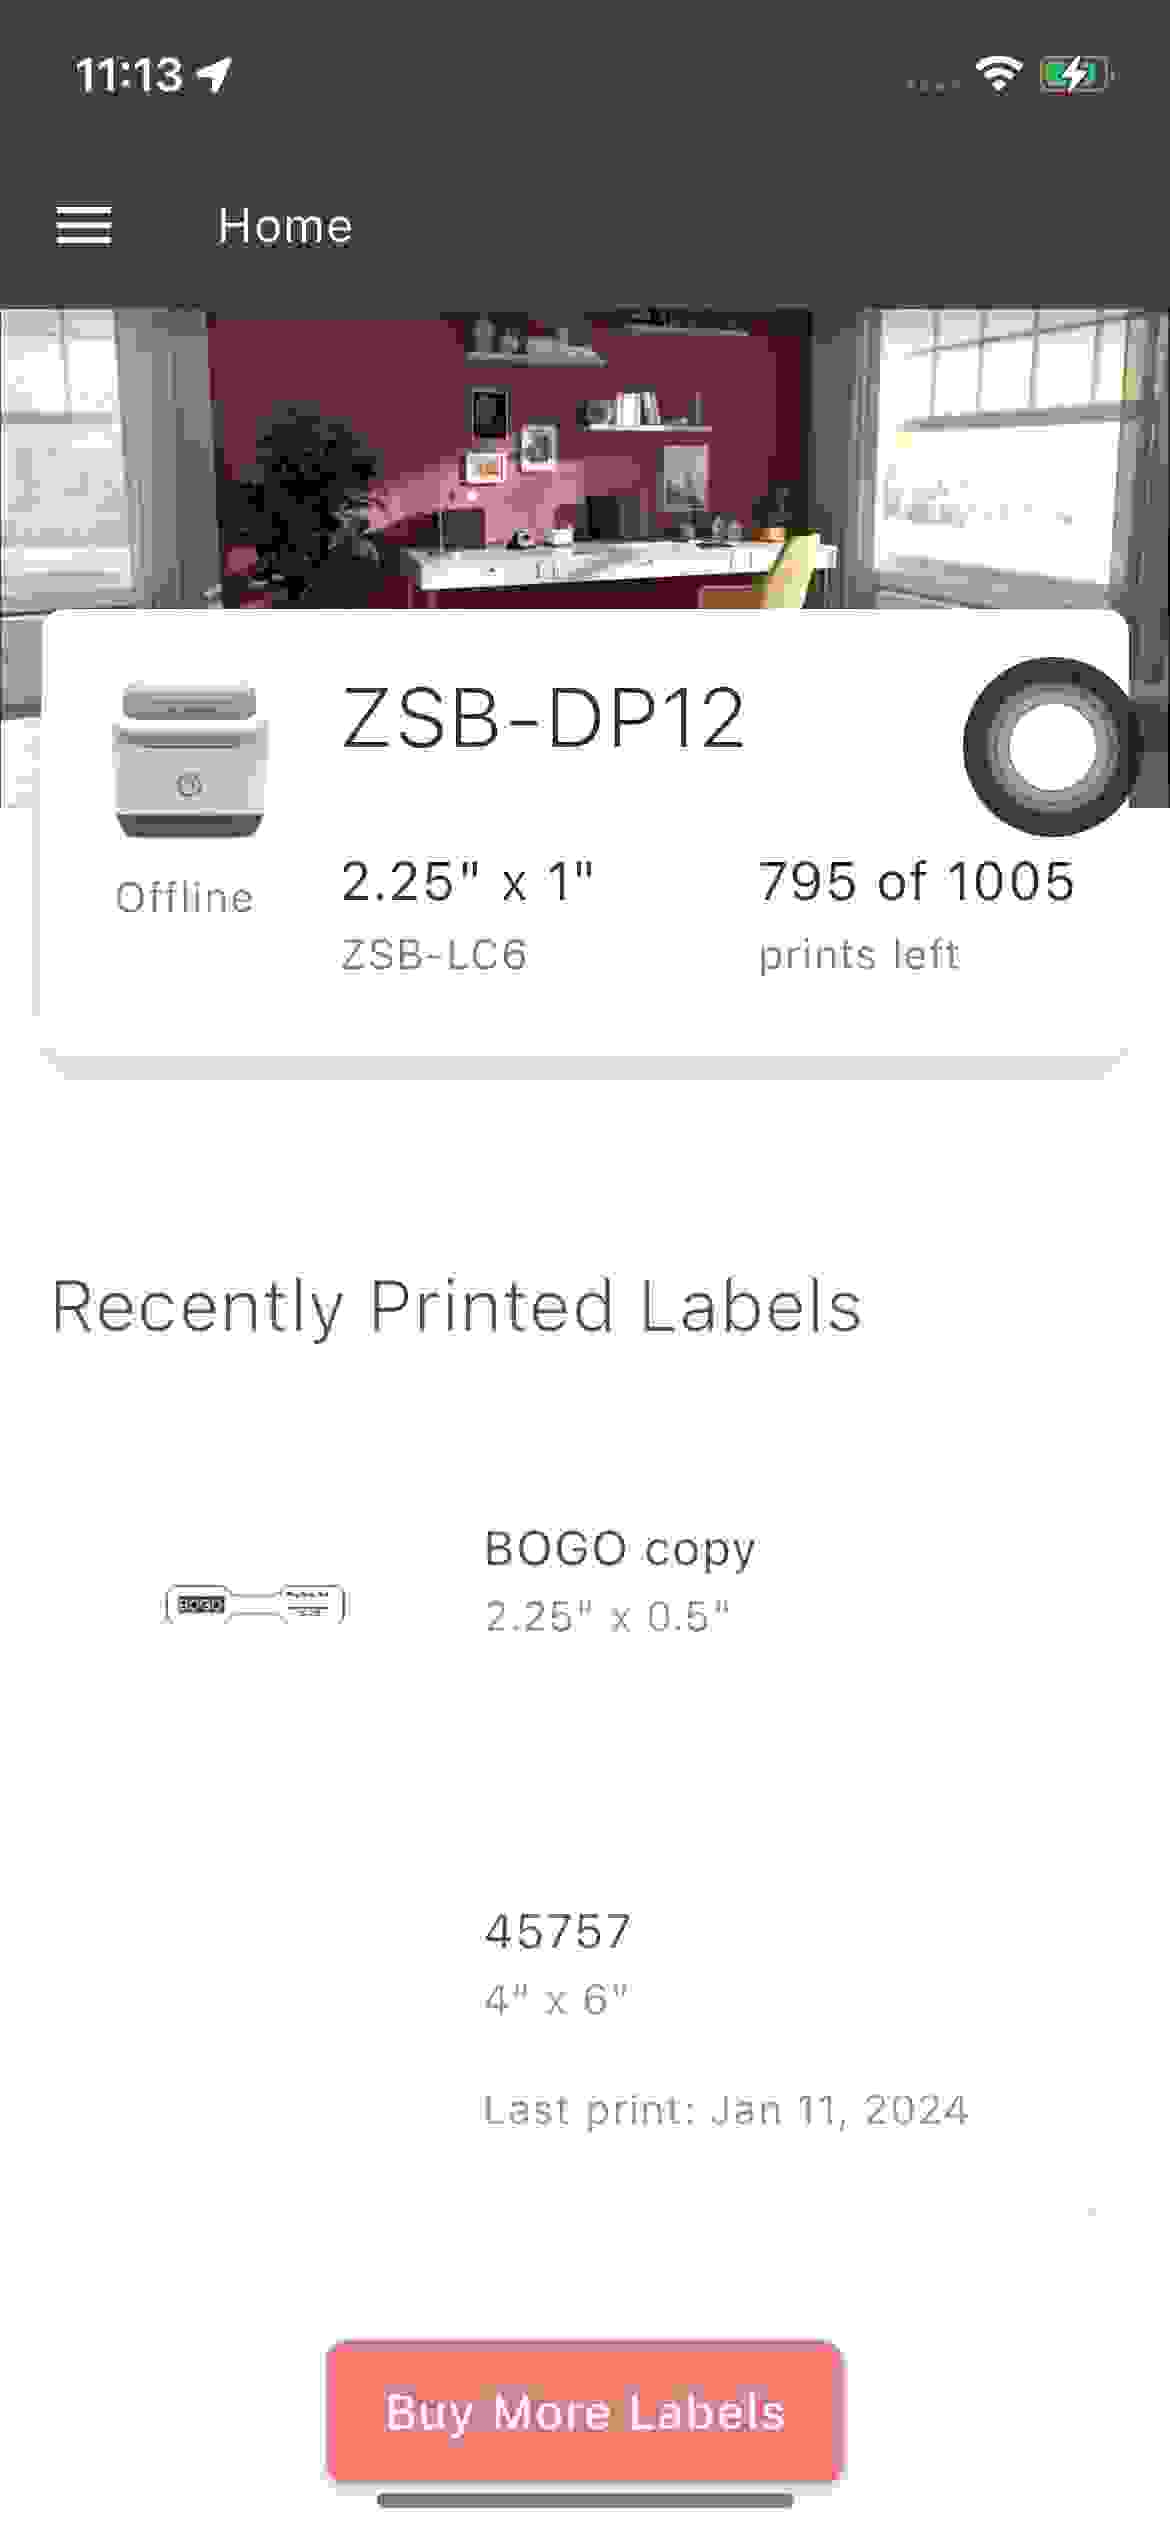 11:13
Home
ZSB-DP12
Offline
2.25" x 1"
795 of 1005
ZSB-LC6
prints left
Recently Printed Labels
BOGO copy
2.25" x 0.5"
BOGO
45757
4" x 6"
Last print: Jan 11, 2024
Buy More Labels